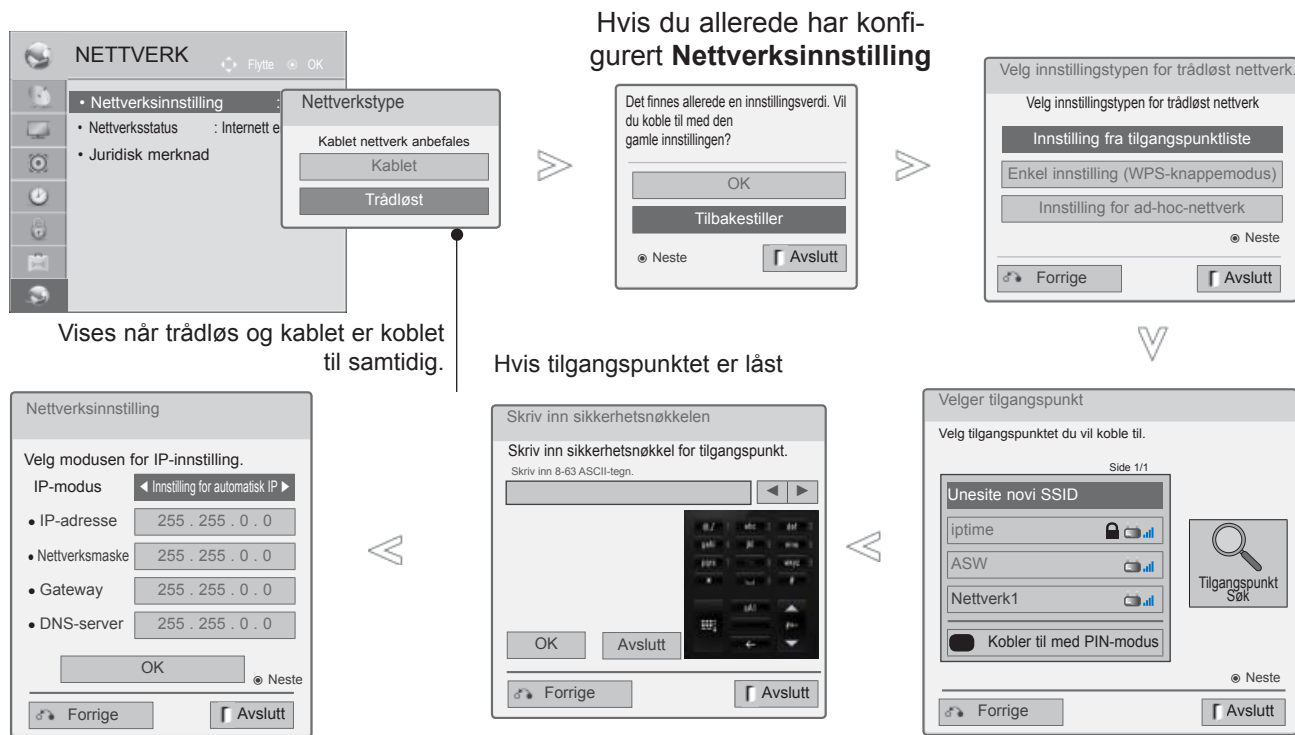 NETTVERK
Flytte OK
• Nettverksinnstilling :
• Nettverksstatus : Internett e
• Juridisk merknad
Nettverkstype
Kablet nettverk anbefales
Kablet
Trådløst
Vises når trådløs og kablet er koblet
til samtidig.
Hvis du allerede har konfi-
gurert Nettverksinnstilling
Det finnes allerede en innstillingsverdi. Vil
du koble til med den
gamle innstillingen?
OK
Tilbakestiller
Neste
Avslutt
Velg innstillingstypen for trådløst nettverk.
Velg innstillingstypen for trådløst nettverk
Innstilling fra tilgangspunktliste
Enkel innstilling (WPS-knappemodus)
Innstilling for ad-hoc-nettverk
Neste
Forrige
Avslutt
Velger tilgangspunkt
Velg tilgangspunktet du vil koble til.
Side 1/1
Unesite novi SSID
iptime
ASW
Nettverk1
Kobler til med PIN-modus
Tilgangspunkt
Søk
Neste
Forrige
Avslutt
Hvis tilgangspunktet er låst
Skriv inn sikkerhetsnøkkelen
Skriv inn sikkerhetsnøkkel for tilgangspunkt.
Skriv inn 8-63 ASCII-tegn.
OK
Avslutt
Forrige
Avslutt
Nettverksinnstilling
Velg modusen for IP-innstilling.
IP-modus ◀ Innstilling for automatisk IP ▶
• IP-adresse 255 . 255 . 0 . 0
• Nettverksmaske 255 . 255 . 0 . 0
• Gateway 255 . 255 . 0 . 0
• DNS-server 255 . 255 . 0 . 0
OK
Neste
Forrige
Avslutt